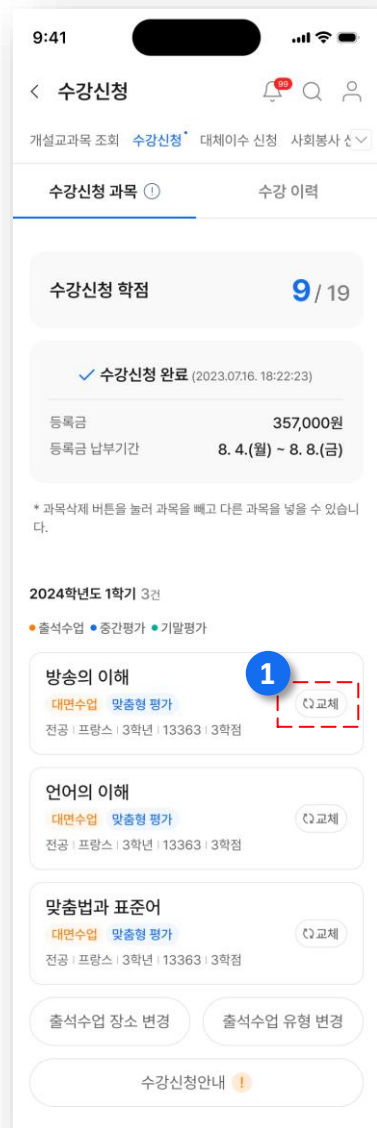 9:41
수강신청
99
개설교과목 조회 수강신청 대체이수 신청 사회봉사
수강신청 과목 수강 이력
수강신청 학점 9 / 19
수강신청 완료 (2023.07.16. 18:22:23)
등록금 357,000원
등록금 납부기간 8. 4.(월) ~ 8. 8.(금)
* 과목삭제 버튼을 눌러 과목을 빼고 다른 과목을 넣을 수 있습니
다.
2024학년도 1학기 3건
출석수업 중간평가 기말평가
방송의 이해
1
대면수업 맞춤형 평가 교체
전공 | 프랑스 | 3학년 | 13363 | 3학점
언어의 이해
대면수업 맞춤형 평가 교체
전공 | 프랑스 | 3학년 | 13363 | 3학점
맞춤법과 표준어
대면수업 맞춤형 평가 교체
전공 | 프랑스 | 3학년 | 13363 | 3학점
출석수업 장소 변경 출석수업 유형 변경
수강신청안내 !